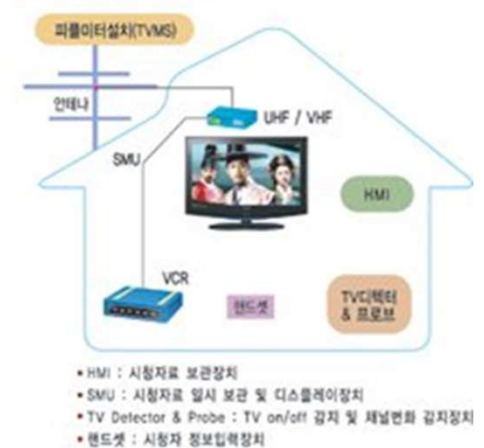 피플미터설치(TVMS)
안테나
UHF / VHF
SMU
HMI
VCR
핸드셋
TV디텍터
& 프로브
• HMI : 시청자료 보관장치
• SMU : 시청자료 일시 보관 및 디스플레이장치
• TV Detector & Probe : TV on/off 감지 및 채널변화 감지장치
• 핸드셋 : 시청자 정보입력장치